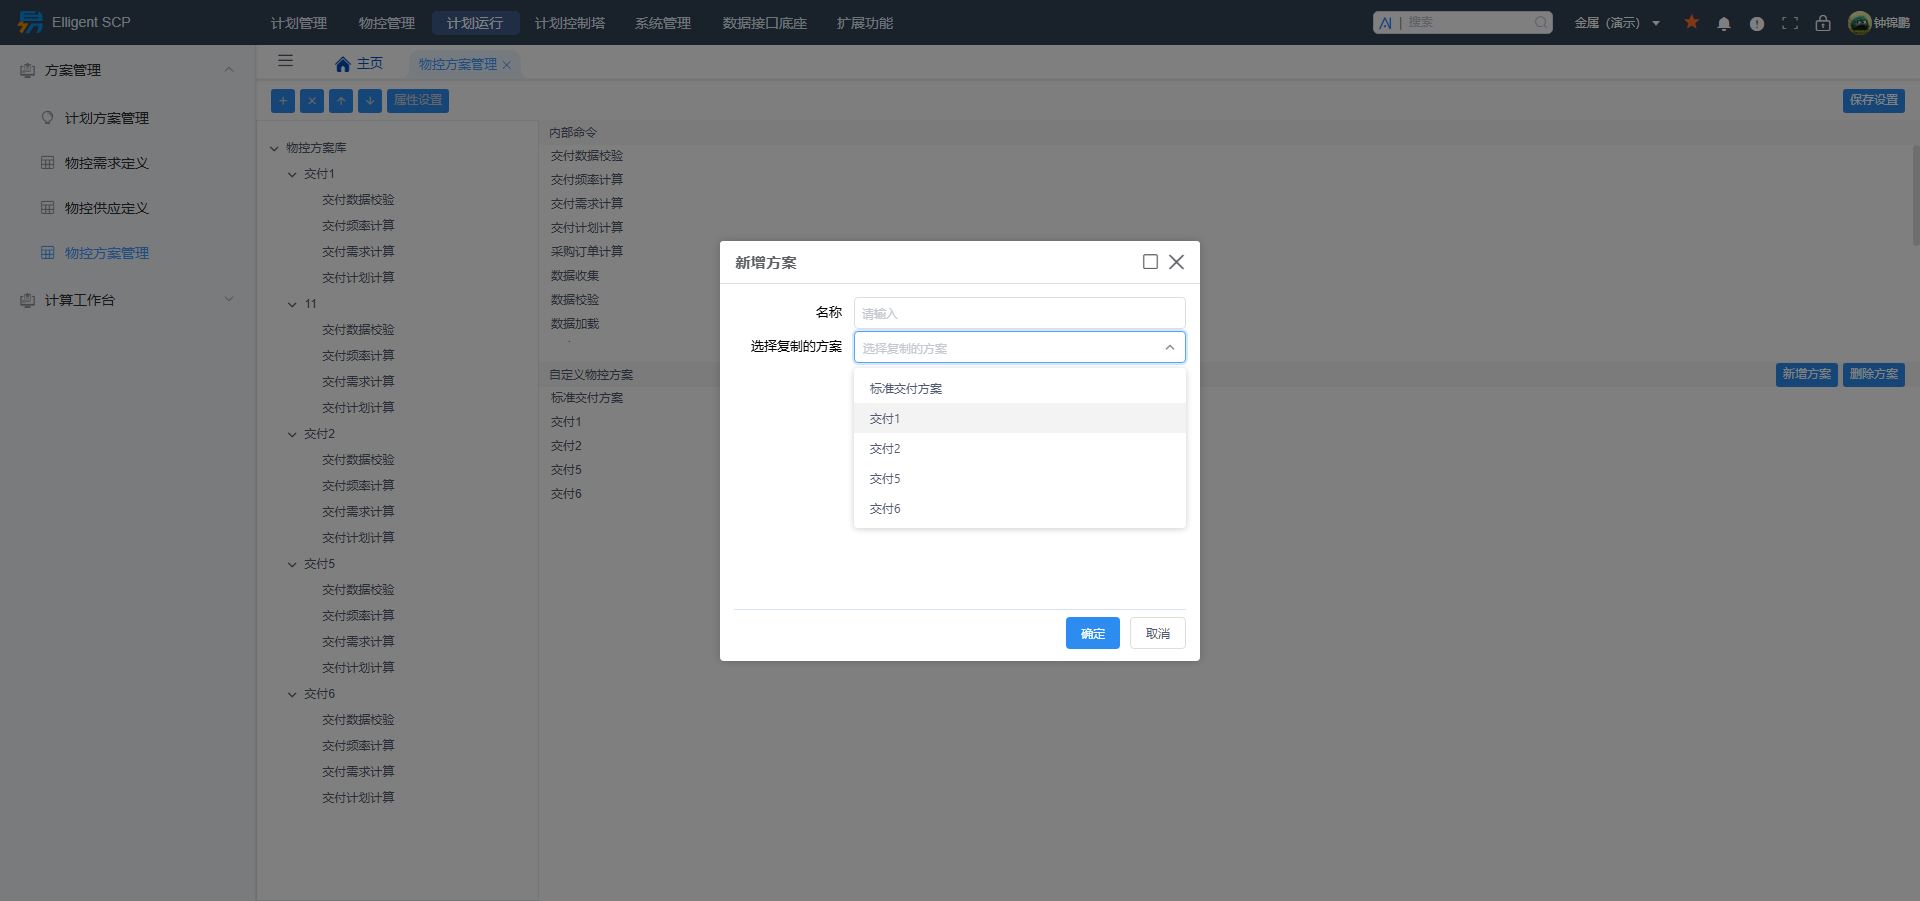 Elligent SCP
计划管理
物控管理
计划运行
计划控制塔
系统管理
数据接口底座
扩展功能
搜索
金属（演示）
钟锦鹏
方案管理
计划方案管理
物控需求定义
物控供应定义
物控方案管理
计算工作台
主页
物控方案管理
属性设置
保存设置
物控方案库
交付1
交付数据校验
交付频率计算
交付需求计算
交付计划计算
11
交付数据校验
交付频率计算
交付需求计算
交付计划计算
交付2
交付数据校验
交付频率计算
交付需求计算
交付计划计算
交付5
交付数据校验
交付频率计算
交付需求计算
交付计划计算
交付6
交付数据校验
交付频率计算
交付需求计算
交付计划计算
内部命令
交付数据校验
交付频率计算
交付需求计算
交付计划计算
采购订单计算
数据收集
数据校验
数据加载
自定义物控方案
新增方案
删除方案
标准交付方案
交付1
交付2
交付5
交付6
新增方案
名称
请输入
选择复制的方案
选择复制的方案
标准交付方案
交付1
交付2
交付5
交付6
确定
取消